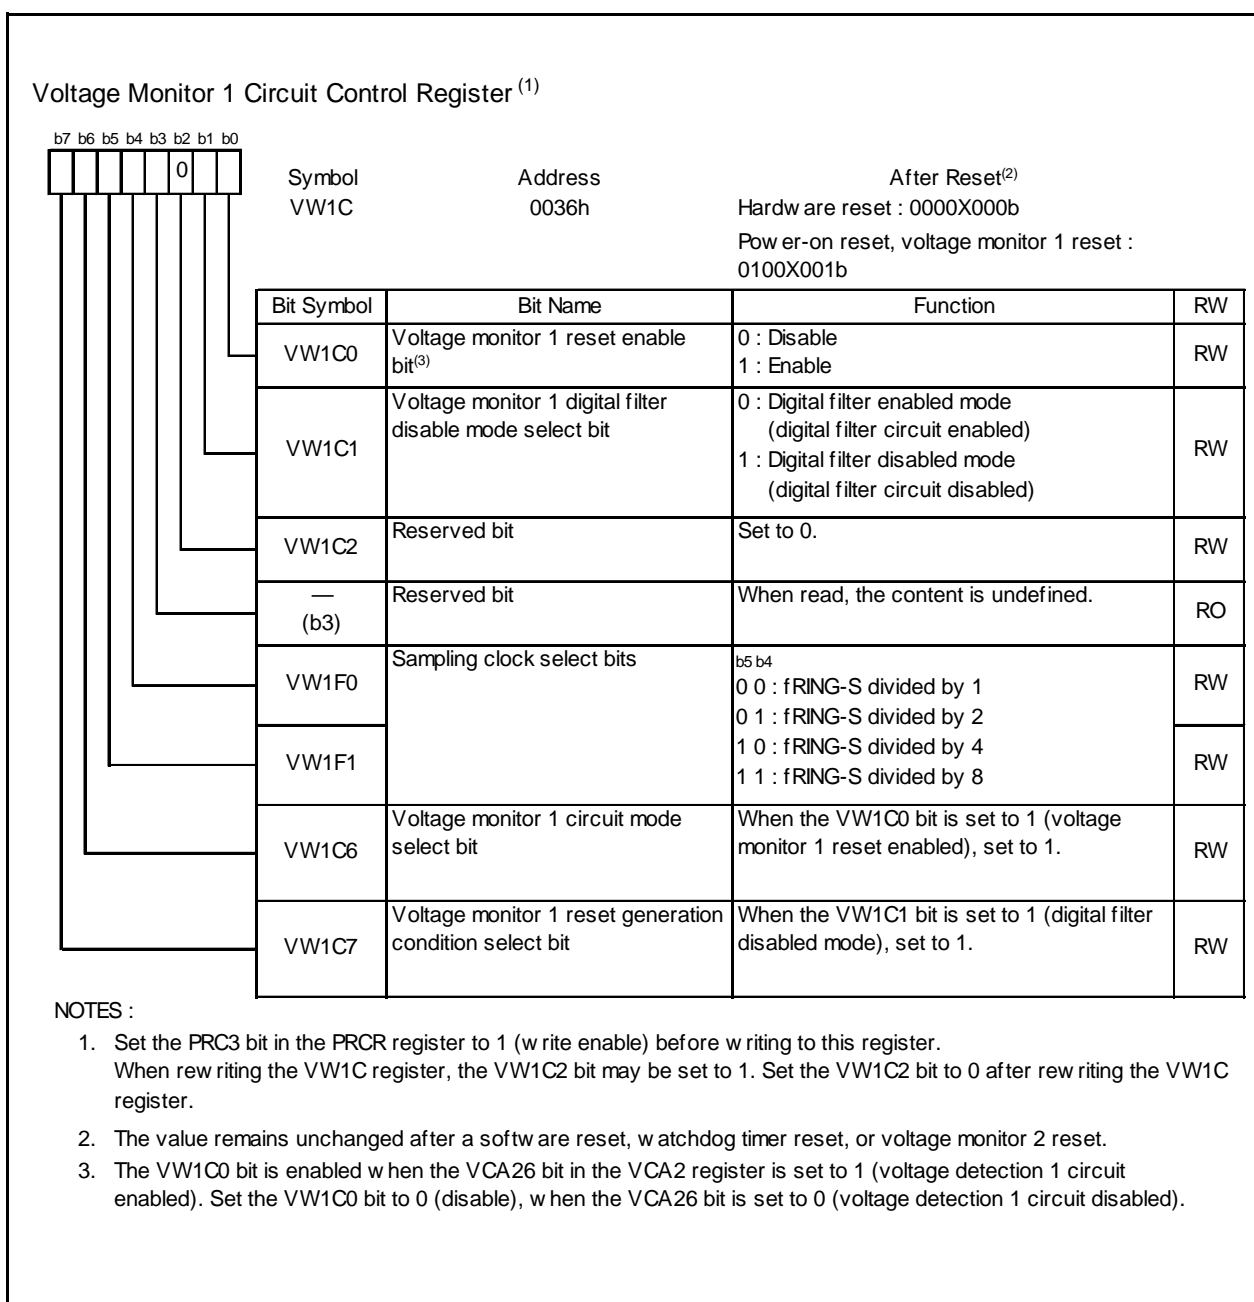 Voltage Monitor 1 Circuit Control Register (1)
b7 b6 b5 b4 b3 b2 b1 b0
0
Symbol Address After Reset(2)
VW1C 0036h Hardware reset : 0000X000b
Power-on reset, voltage monitor 1 reset :
0100X001b
Bit Symbol Bit Name Function RW
VW1C0 Voltage monitor 1 reset enable
bit(3)
0 : Disable
1 : Enable
RW
VW1C1 Voltage monitor 1 digital filter
disable mode select bit
0 : Digital filter enabled mode
(digital filter circuit enabled)
1 : Digital filter disabled mode
(digital filter circuit disabled)
RW
VW1C2 Reserved bit Set to 0. RW
—
(b3)
Reserved bit When read, the content is undefined. RO
VW1F0 Sampling clock select bits
b5 b4
0 0 : fRING-S divided by 1
0 1 : fRING-S divided by 2
1 0 : fRING-S divided by 4
1 1 : fRING-S divided by 8
RW
VW1F1 RW
VW1C6 Voltage monitor 1 circuit mode
select bit
When the VW1C0 bit is set to 1 (voltage
monitor 1 reset enabled), set to 1.
RW
VW1C7 Voltage monitor 1 reset generation
condition select bit
When the VW1C1 bit is set to 1 (digital filter
disabled mode), set to 1.
RW
NOTES :
1. Set the PRC3 bit in the PRCR register to 1 (write enable) before writing to this register.
When rewriting the VW1C register, the VW1C2 bit may be set to 1. Set the VW1C2 bit to 0 after rewriting the VW1C
register.
2. The value remains unchanged after a software reset, watchdog timer reset, or voltage monitor 2 reset.
3. The VW1C0 bit is enabled when the VCA26 bit in the VCA2 register is set to 1 (voltage detection 1 circuit
enabled). Set the VW1C0 bit to 0 (disable), when the VCA26 bit is set to 0 (voltage detection 1 circuit disabled).